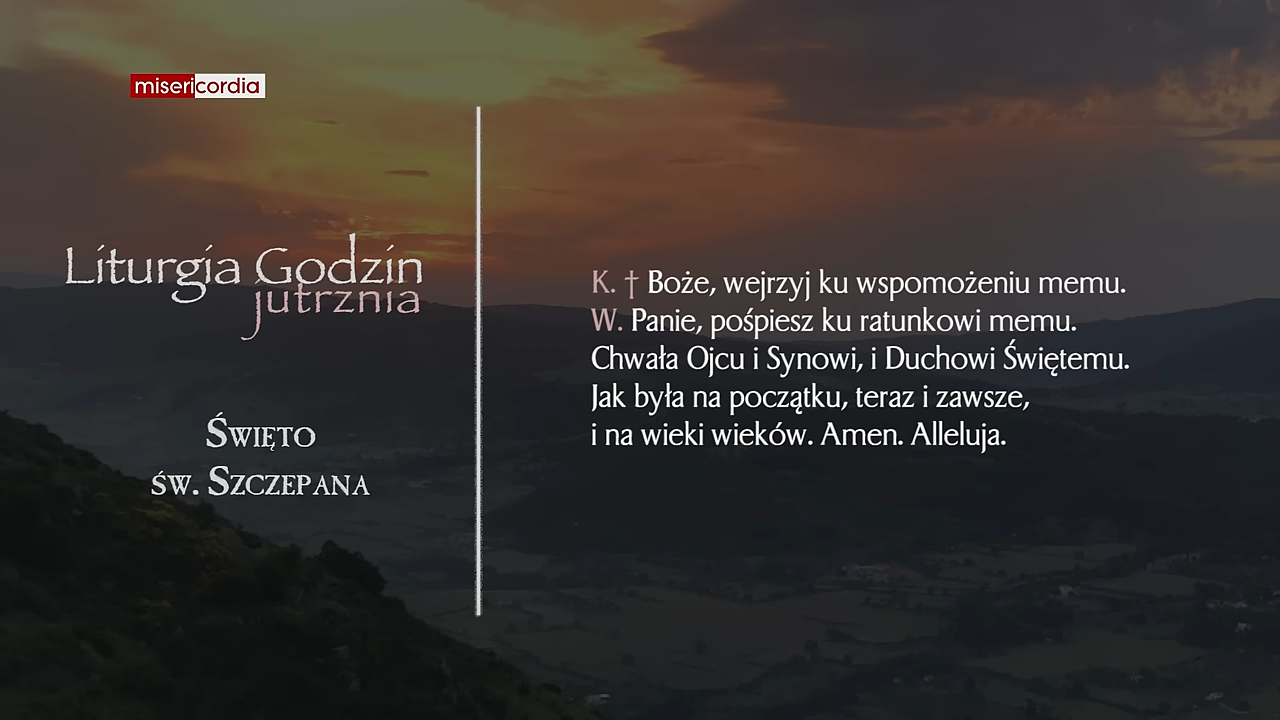 misericordia
Liturgia Godzin
jutrznia
Święto
św. Szczepana
K. † Boże, wejrzyj ku wspomożeniu memu.
W. Panie, pośpiesz ku ratunkowi memu.
Chwała Ojcu i Synowi, i Duchowi Świętemu.
Jak była na początku, teraz i zawsze,
i na wieki wieków. Amen. Alleluja.